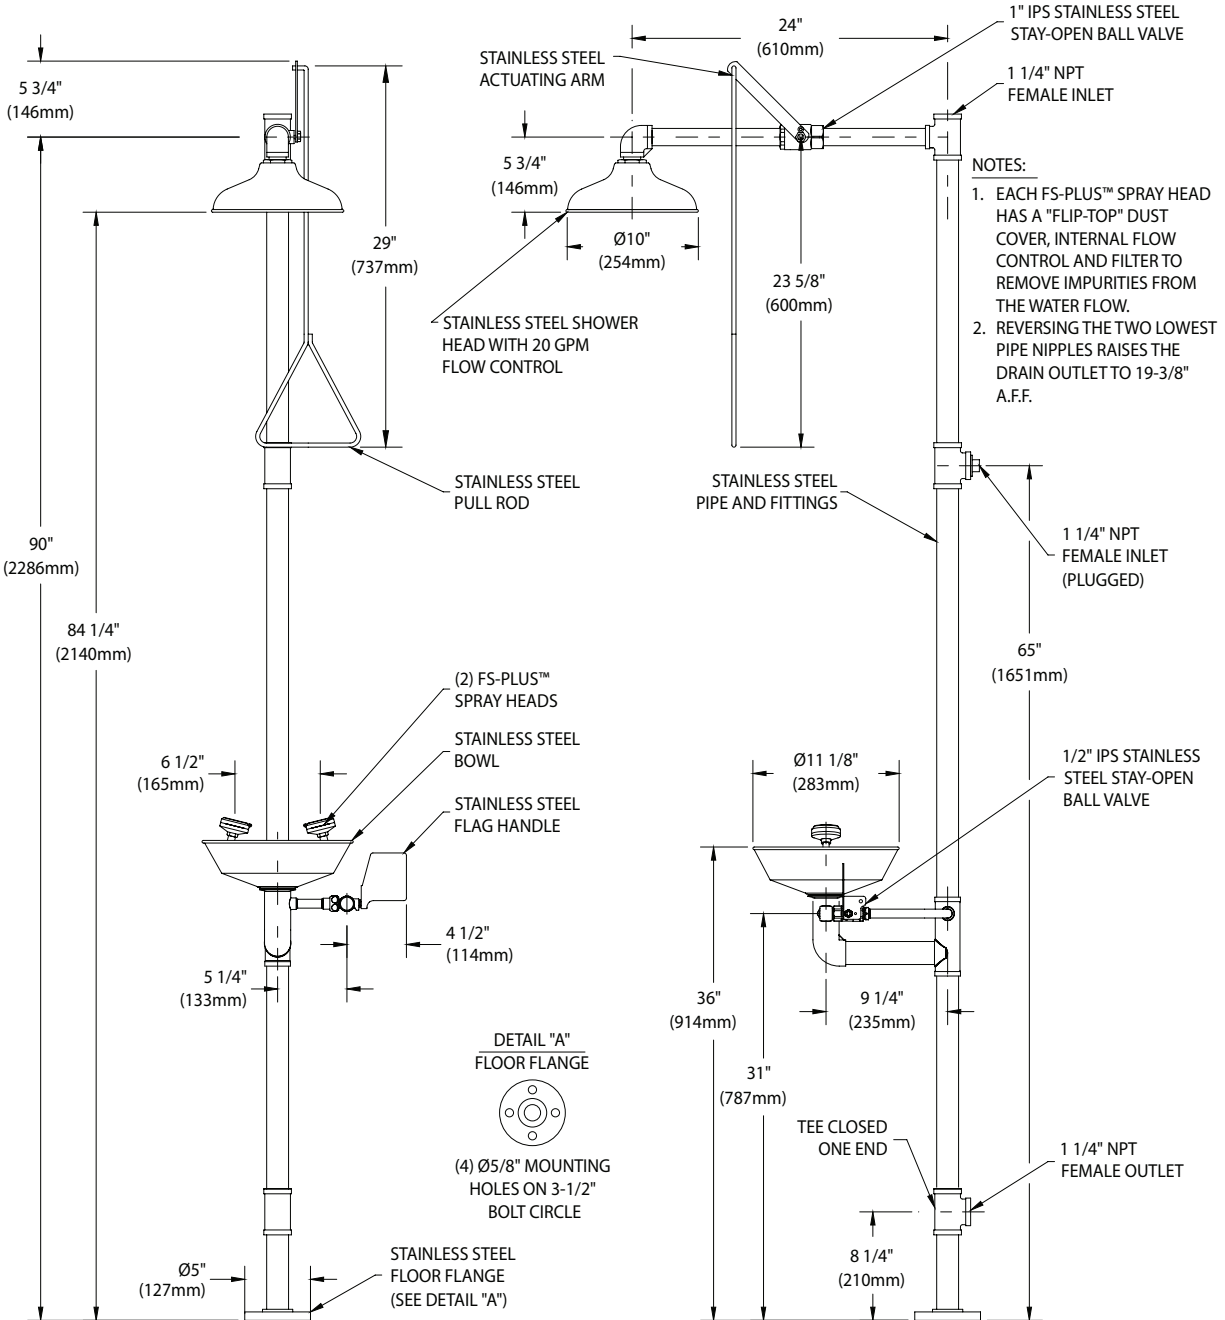 24"
(610mm)
1" IPS STAINLESS STEEL
STAY-OPEN BALL VALVE
STAINLESS STEEL
ACTUATING ARM
1 1/4" NPT
FEMALE INLET
5 3/4"
(146mm)
5 3/4"
(146mm)
NOTES:
1. EACH FS-PLUS™ SPRAY HEAD
HAS A "FLIP-TOP" DUST
COVER, INTERNAL FLOW
CONTROL AND FILTER TO
REMOVE IMPURITIES FROM
THE WATER FLOW.
2. REVERSING THE TWO LOWEST
PIPE NIPPLES RAISES THE
DRAIN OUTLET TO 19-3/8"
A.F.F.
29"
(737mm)
Ø10"
(254mm)
23 5/8"
(600mm)
STAINLESS STEEL SHOWER
HEAD WITH 20 GPM
FLOW CONTROL
STAINLESS STEEL
PULL ROD
STAINLESS STEEL
PIPE AND FITTINGS
1 1/4" NPT
FEMALE INLET
(PLUGGED)
90"
(2286mm)
84 1/4"
(2140mm)
65"
(1651mm)
(2) FS-PLUS™
SPRAY HEADS
STAINLESS STEEL
BOWL
STAINLESS STEEL
FLAG HANDLE
6 1/2"
(165mm)
Ø11 1/8"
(283mm)
1/2" IPS STAINLESS
STEEL STAY-OPEN
BALL VALVE
4 1/2"
(114mm)
5 1/4"
(133mm)
36"
(914mm)
9 1/4"
(235mm)
31"
(787mm)
DETAIL "A"
FLOOR FLANGE
(4) Ø5/8" MOUNTING
HOLES ON 3-1/2"
BOLT CIRCLE
TEE CLOSED
ONE END
1 1/4" NPT
FEMALE OUTLET
8 1/4"
(210mm)
Ø5"
(127mm)
STAINLESS STEEL
FLOOR FLANGE
(SEE DETAIL "A")